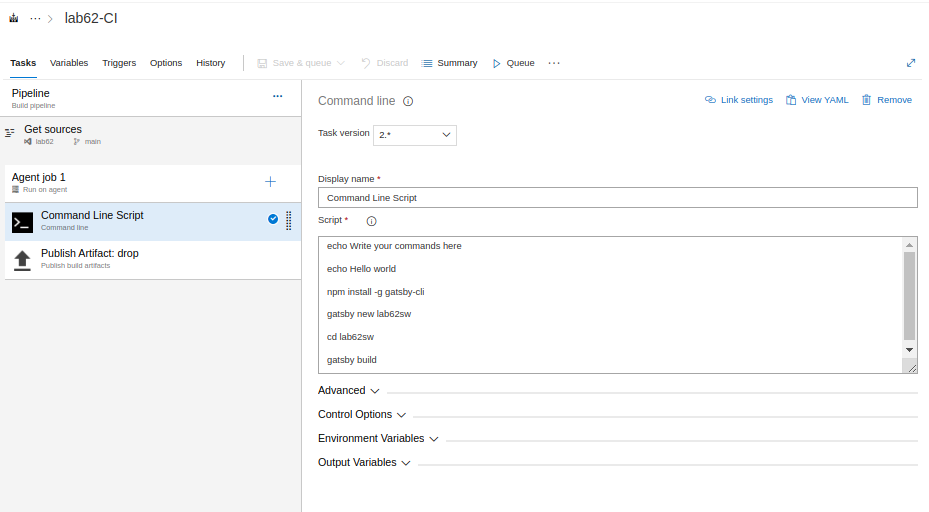 ··· lab62-CI
Tasks Variables Triggers Options History Save & queue Discard Summary Queue ···
Pipeline ···
Build pipeline
Get sources
lab62 main
Agent job 1
Run on agent
Command Line Script
Command line
Publish Artifact: drop
Publish build artifacts
Command line Link settings View YAML Remove
Task version 2.*
Display name *
Command Line Script
Script *
echo Write your commands here
echo Hello world
npm install -g gatsby-cli
gatsby new lab62sw
cd lab62sw
gatsby build
Advanced
Control Options
Environment Variables
Output Variables